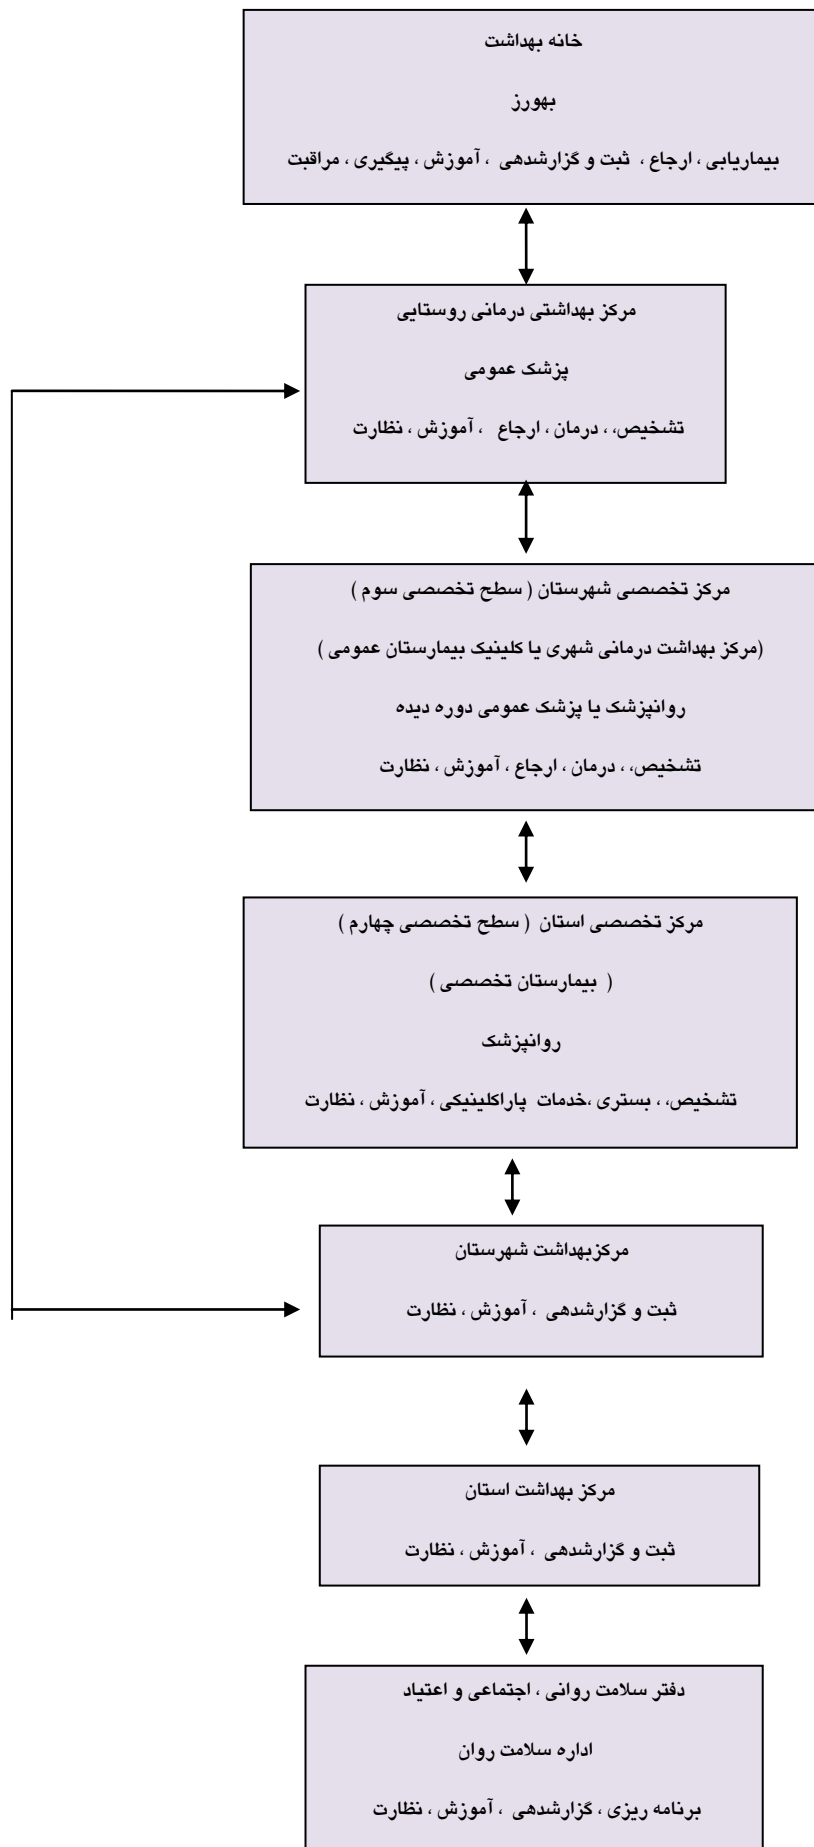 خانه بهداشت
بهورز
بیماریابی ، ارجاع ، ثبت و گزارشدهی ، آموزش ، پیگیری ، مراقبت
مرکز بهداشتی درمانی روستایی
پزشک عمومی
تشخیص، ، درمان ، ارجاع ، آموزش ، نظارت
مرکز تخصصی شهرستان ( سطح تخصصی سوم )
(مرکز بهداشت درمانی شهری یا کلینیک بیمارستان عمومی )
روانپزشک یا پزشک عمومی دوره دیده
تشخیص، ، درمان ، ارجاع ، آموزش ، نظارت
مرکز تخصصی استان ( سطح تخصصی چهارم )
( بیمارستان تخصصی )
روانپزشک
تشخیص، ، بستری ،خدمات پاراکلینیکی ، آموزش ، نظارت
مرکزبهداشت شهرستان
ثبت و گزارشدهی ، آموزش ، نظارت
مرکز بهداشت استان
ثبت و گزارشدهی ، آموزش ، نظارت
دفتر سلامت روانی ، اجتماعی و اعتیاد
اداره سلامت روان
برنامه ریزی ، گزارشدهی ، آموزش ، نظارت